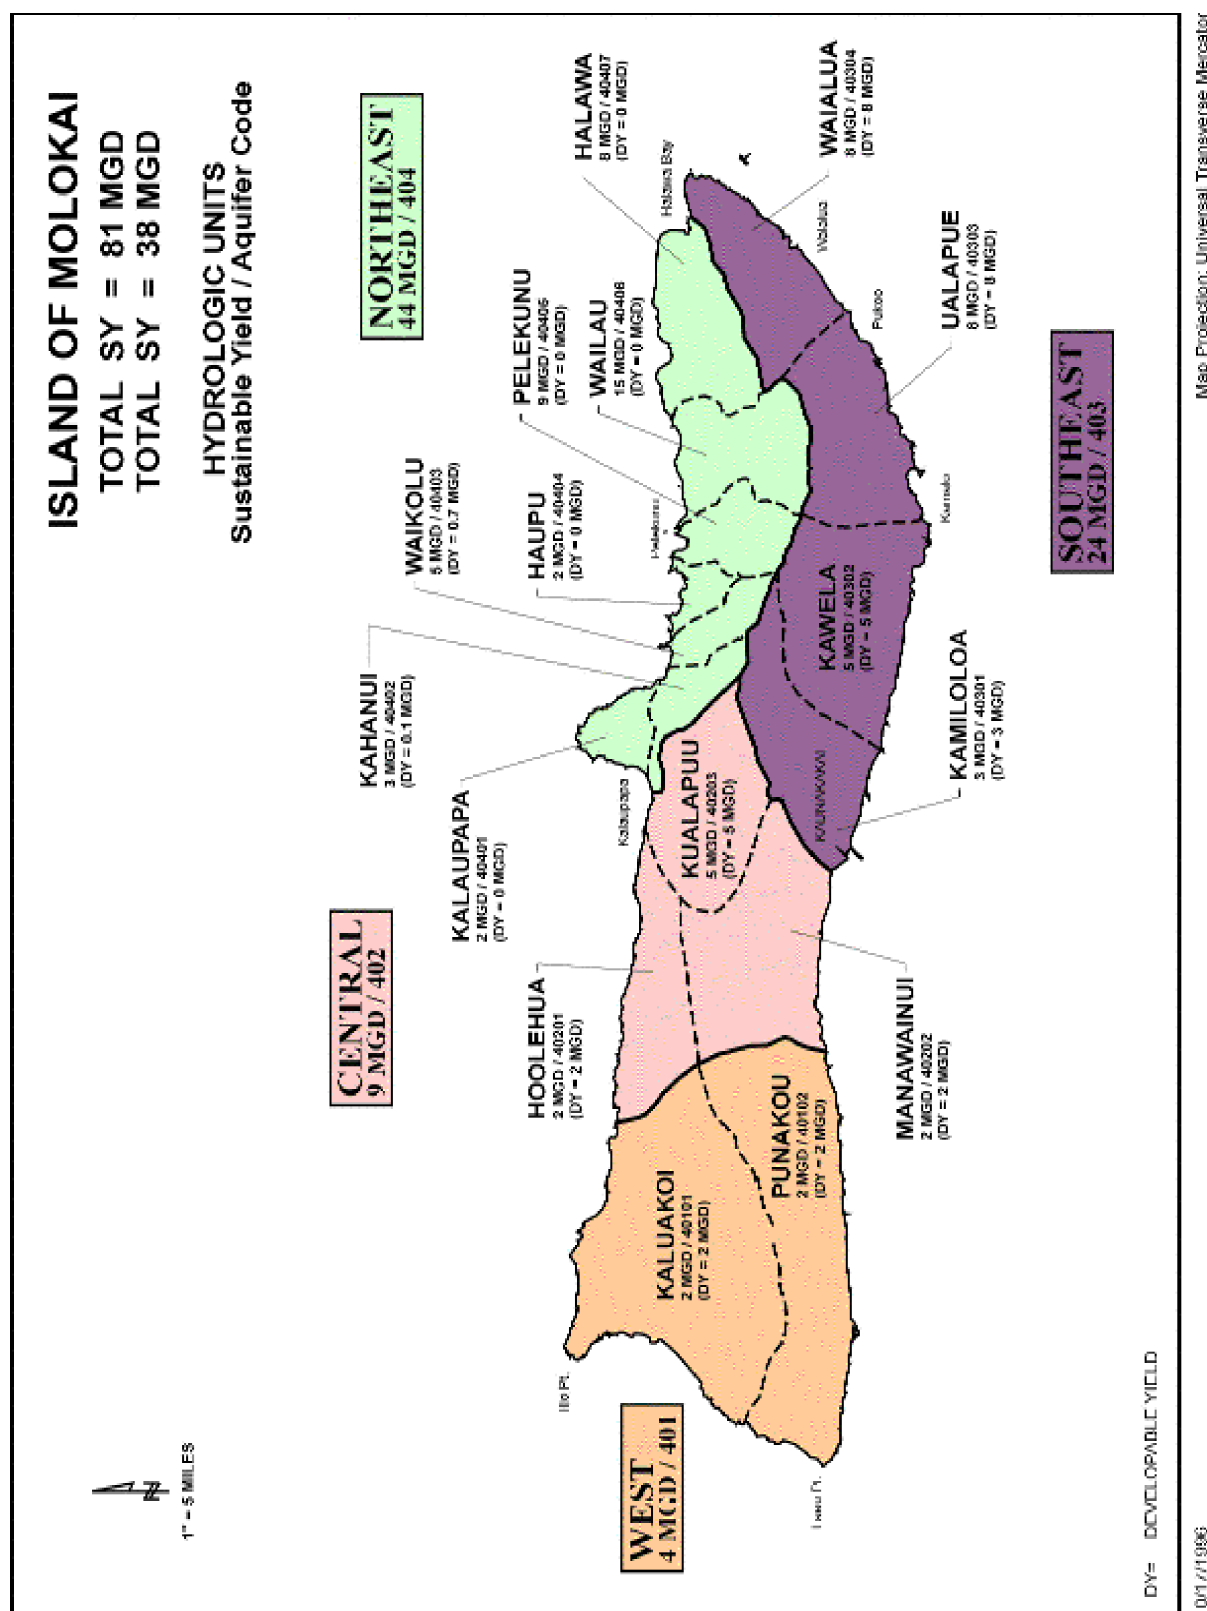 ISLAND OF MOLOKAI
TOTAL SY = 81 MGD
TOTAL SY = 38 MGD
HYDROLOGIC UNITS
Sustainable Yield / Aquifer Code
1" = 5 MILES
N
NORTHEAST
44 MGD / 404
CENTRAL
9 MGD / 402
WEST
4 MGD / 401
SOUTHEAST
24 MGD / 403
KAHANUI
3 MGD / 40402
(DY = 0.1 MGD)
WAIKOLU
5 MGD / 40403
(DY = 0.7 MGD)
PELEKUNU
9 MGD / 40405
(DY = 0 MGD)
HALAWA
8 MGD / 40407
(DY = 0 MGD)
KALAUPAPA
2 MGD / 40401
(DY = 0 MGD)
HAUPU
2 MGD / 40404
(DY = 0 MGD)
WAILAU
15 MGD / 40406
(DY = 0 MGD)
HOOLEHUA
2 MGD / 40201
(DY = 2 MGD)
Ilio Pt.
Kalaupapa
Halawa Bay
KALUAKOI
2 MGD / 40101
(DY = 2 MGD)
KUALAPUU
5 MGD / 40203
(DY = 5 MGD)
PUNAKOU
2 MGD / 40102
(DY = 2 MGD)
KAWELA
5 MGD / 40302
(DY = 5 MGD)
WAIALUA
8 MGD / 40304
(DY = 8 MGD)
KAUNAKAKAI
Waialua
Pukoo
MANAWAINUI
2 MGD / 40202
(DY = 2 MGD)
KAMILOLOA
3 MGD / 40301
(DY = 3 MGD)
UALAPUE
8 MGD / 40303
(DY = 8 MGD)
DY = DEVELOPABLE YIELD
Map Projection: Universal Transverse Mercator